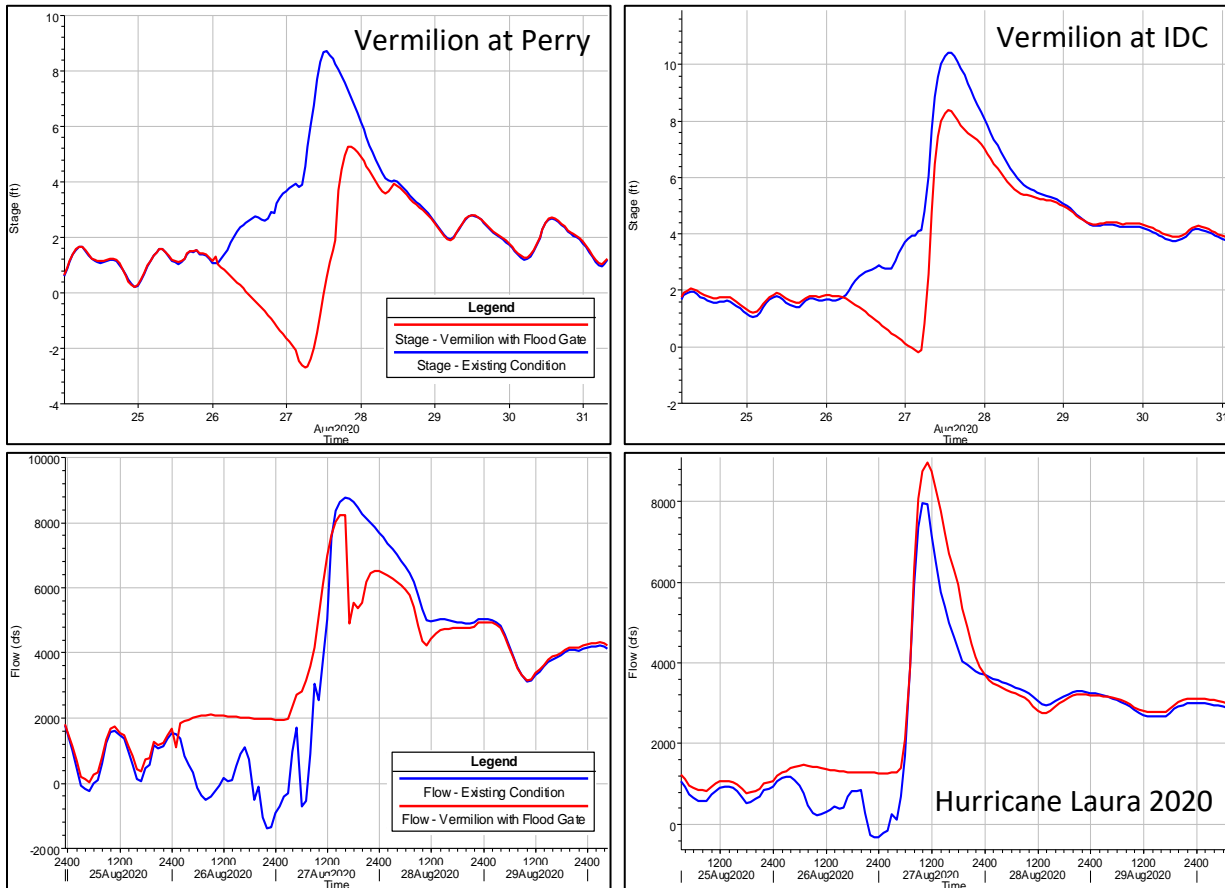 Vermilion at Perry
10
8
6
4
2
0
-2
-4
Stage (ft)
25
26
27
28
29
30
31
Aug2020
Time
Legend
Stage - Vermilion with Flood Gate
Stage - Existing Condition
Vermilion at IDC
10
8
6
4
2
0
-2
Stage (ft)
25
26
27
28
29
30
31
Aug2020
Time
10000
8000
6000
4000
2000
0
-2000
Flow (cfs)
2400 1200 2400 1200 2400 1200 2400 1200 2400 1200 2400
25Aug2020 26Aug2020 27Aug2020 28Aug2020 29Aug2020
Time
Legend
Flow - Existing Condition
Flow - Vermilion with Flood Gate
8000
6000
4000
2000
0
Flow (cfs)
1200 2400 1200 2400 1200 2400 1200 2400 1200 2400
25Aug2020 26Aug2020 27Aug2020 28Aug2020 29Aug2020
Time
Hurricane Laura 2020